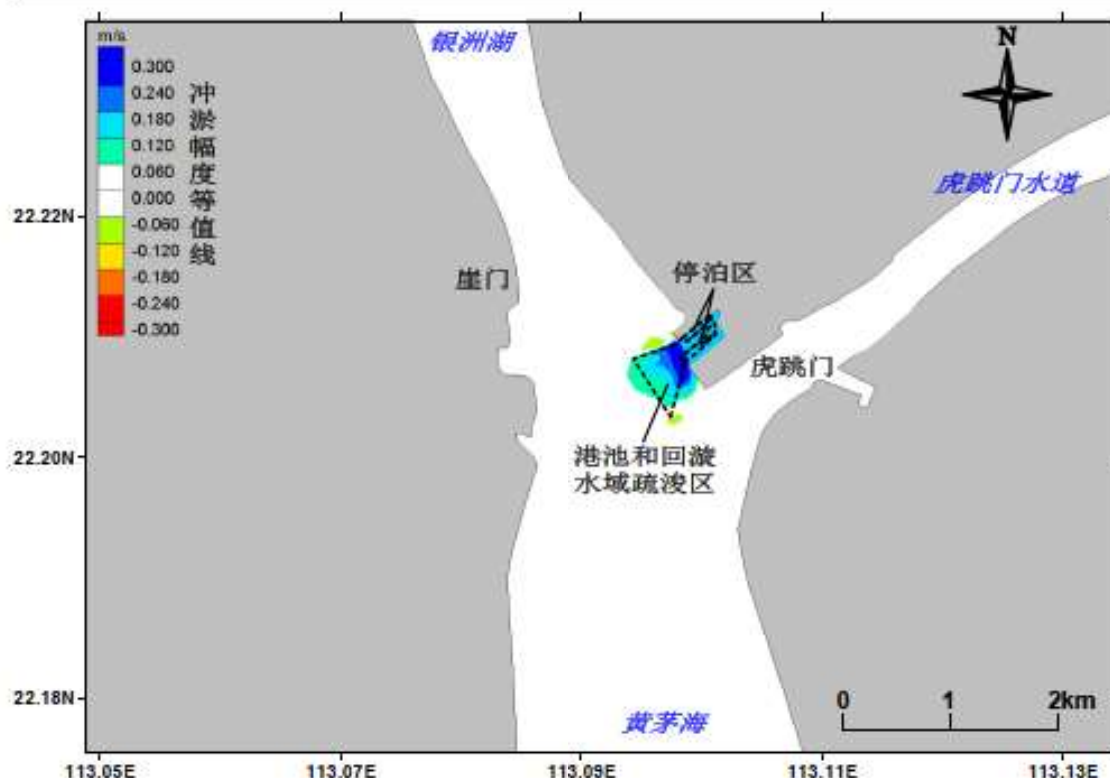 银洲湖
N
m/a
0.300
0.240
0.180
0.120
0.060
0.000
-0.060
-0.120
-0.180
-0.240
-0.300
冲淤幅度等值线
虎跳门水道
22.22N
崖门
停泊区
虎跳门
22.20N
港池和回漩
水域疏浚区
22.18N
黄茅海
0 1 2km
113.05E 113.07E 113.09E 113.11E 113.13E